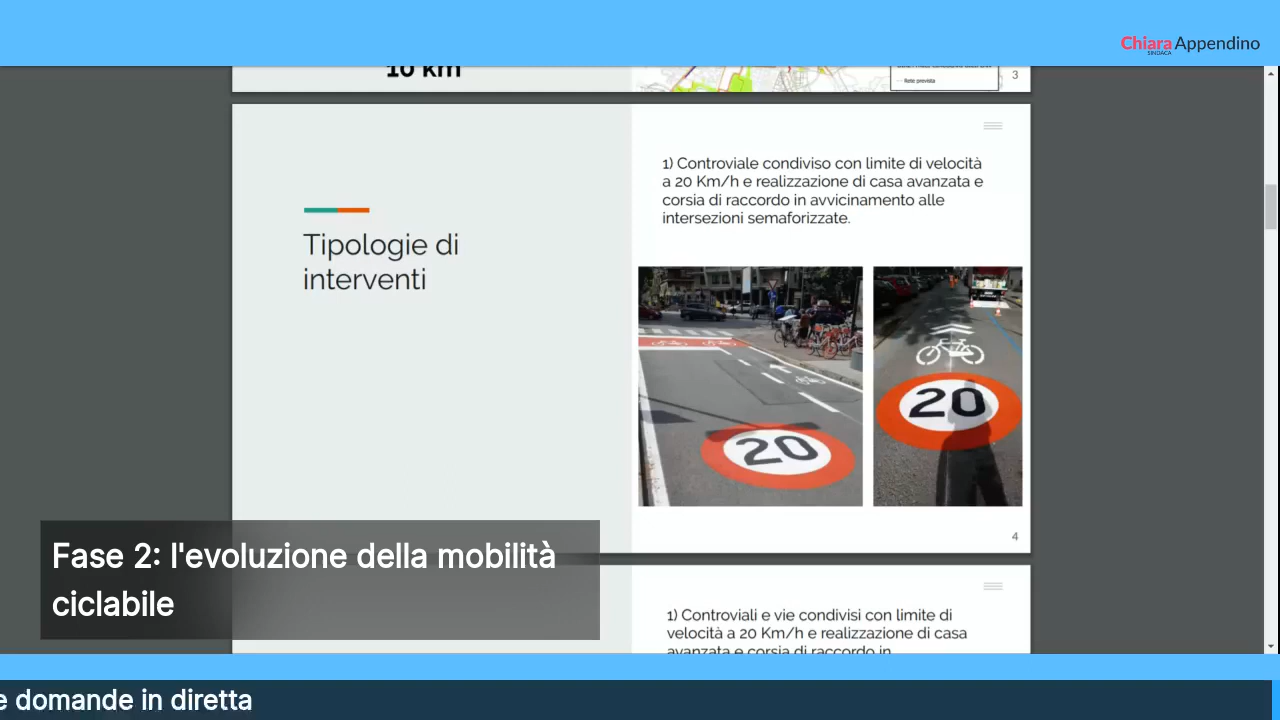 Chiara Appendino
SINDACA
10 km
Rete prevista
3
1) Controviale condiviso con limite di velocità
a 20 Km/h e realizzazione di casa avanzata e
corsia di raccordo in avvicinamento alle
intersezioni semaforizzate.
Tipologie di
interventi
20
20
4
Fase 2: l'evoluzione della mobilità
ciclabile
1) Controviali e vie condivisi con limite di
velocità a 20 Km/h e realizzazione di casa
avanzata e corsia di raccordo in
e domande in diretta